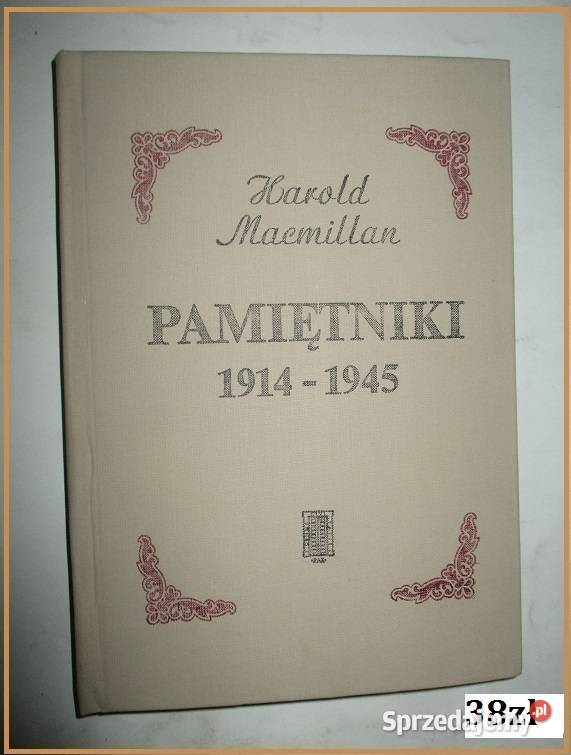 Harold
Macmillan
PAMIĘTNIKI
1914-1945
38zł
.pl
Sprzedajemy